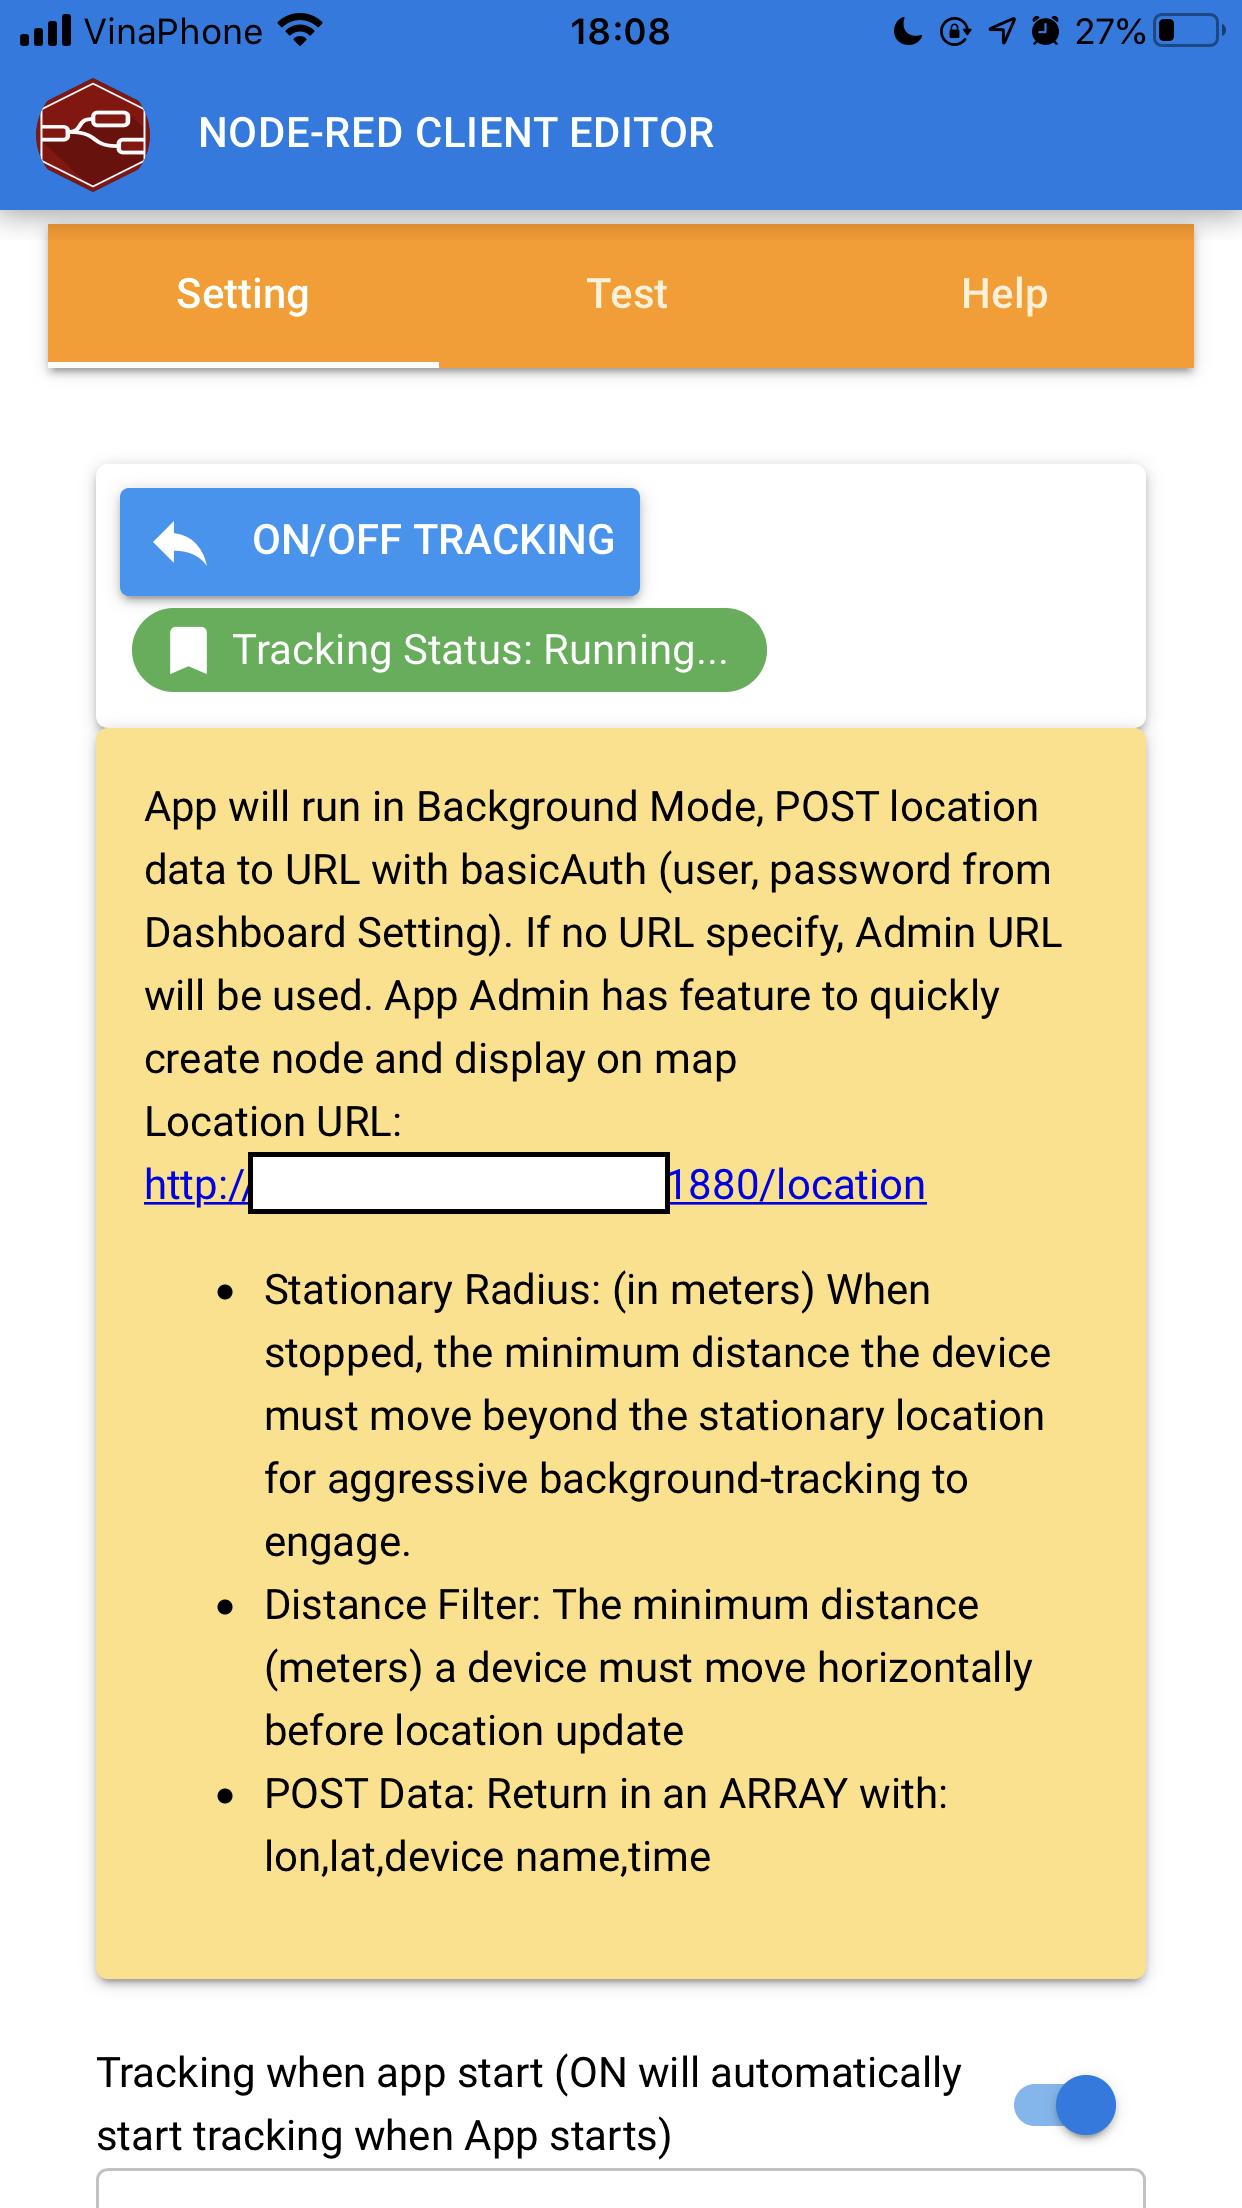 VinaPhone 18:08 27%
NODE-RED CLIENT EDITOR
Setting Test Help
ON/OFF TRACKING
Tracking Status: Running...
App will run in Background Mode, POST location
data to URL with basicAuth (user, password from
Dashboard Setting). If no URL specify, Admin URL
will be used. App Admin has feature to quickly
create node and display on map
Location URL:
http:// 1880/location
• Stationary Radius: (in meters) When
stopped, the minimum distance the device
must move beyond the stationary location
for aggressive background-tracking to
engage.
• Distance Filter: The minimum distance
(meters) a device must move horizontally
before location update
• POST Data: Return in an ARRAY with:
lon,lat,device name,time
Tracking when app start (ON will automatically
start tracking when App starts)